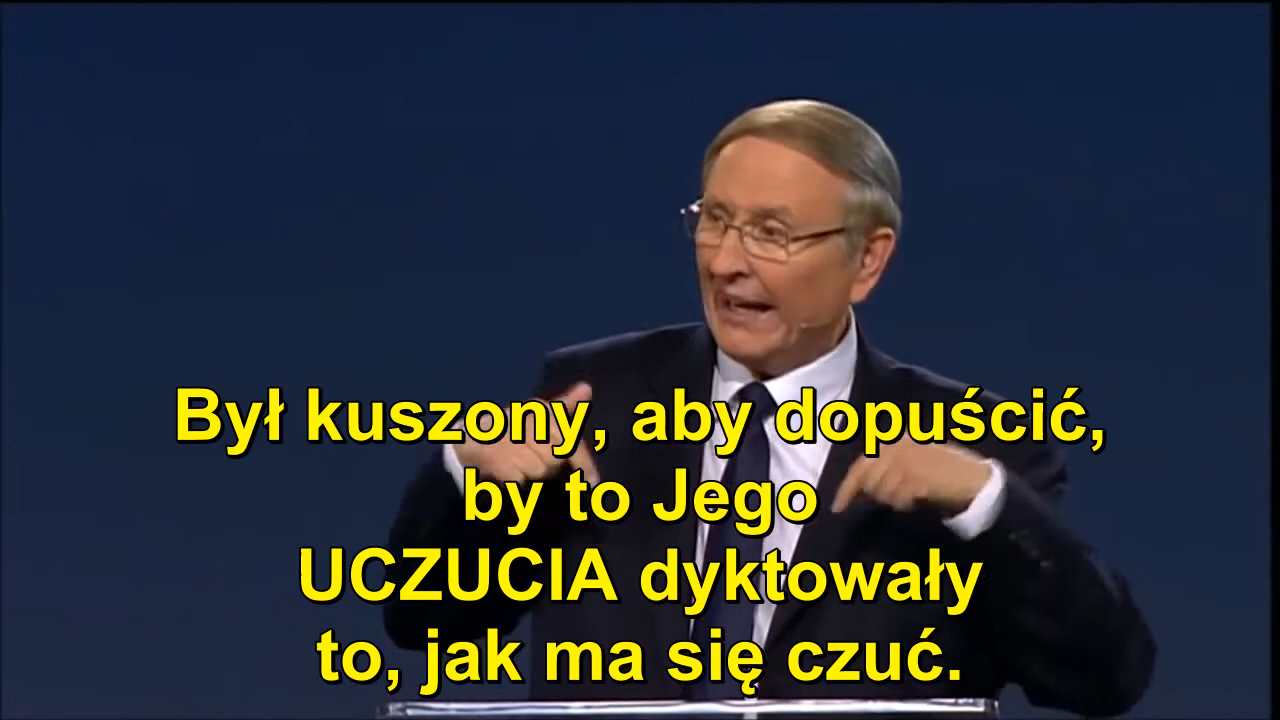 Był kuszony, aby dopuścić,
by to Jego
UCZUCIA dyktowały
to, jak ma się czuć.